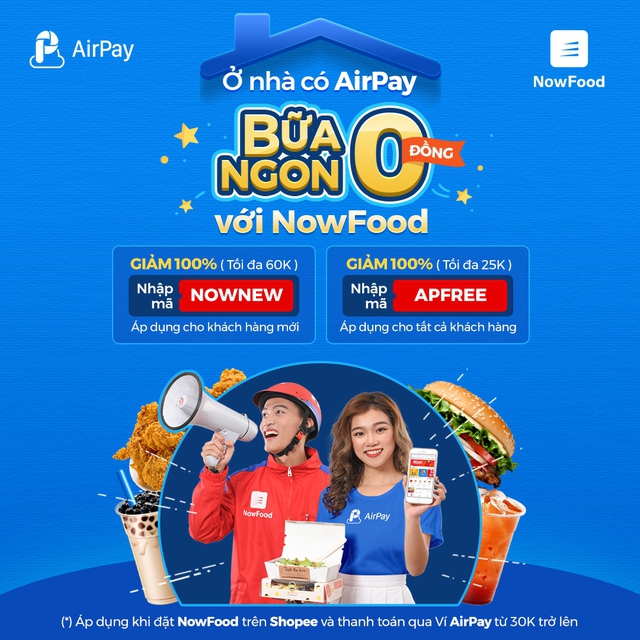 AirPay
NowFood
Ở nhà có AirPay
BỮA
NGON
0
ĐỒNG
với NowFood
GIẢM 100% ( Tối đa 60K )
Nhập
mã
NOWNEW
Áp dụng cho khách hàng mới
GIẢM 100% ( Tối đa 25K )
Nhập
mã
APFREE
Áp dụng cho tất cả khách hàng
NowFood
AirPay
(*) Áp dụng khi đặt NowFood trên Shopee và thanh toán qua Ví AirPay từ 30K trở lên